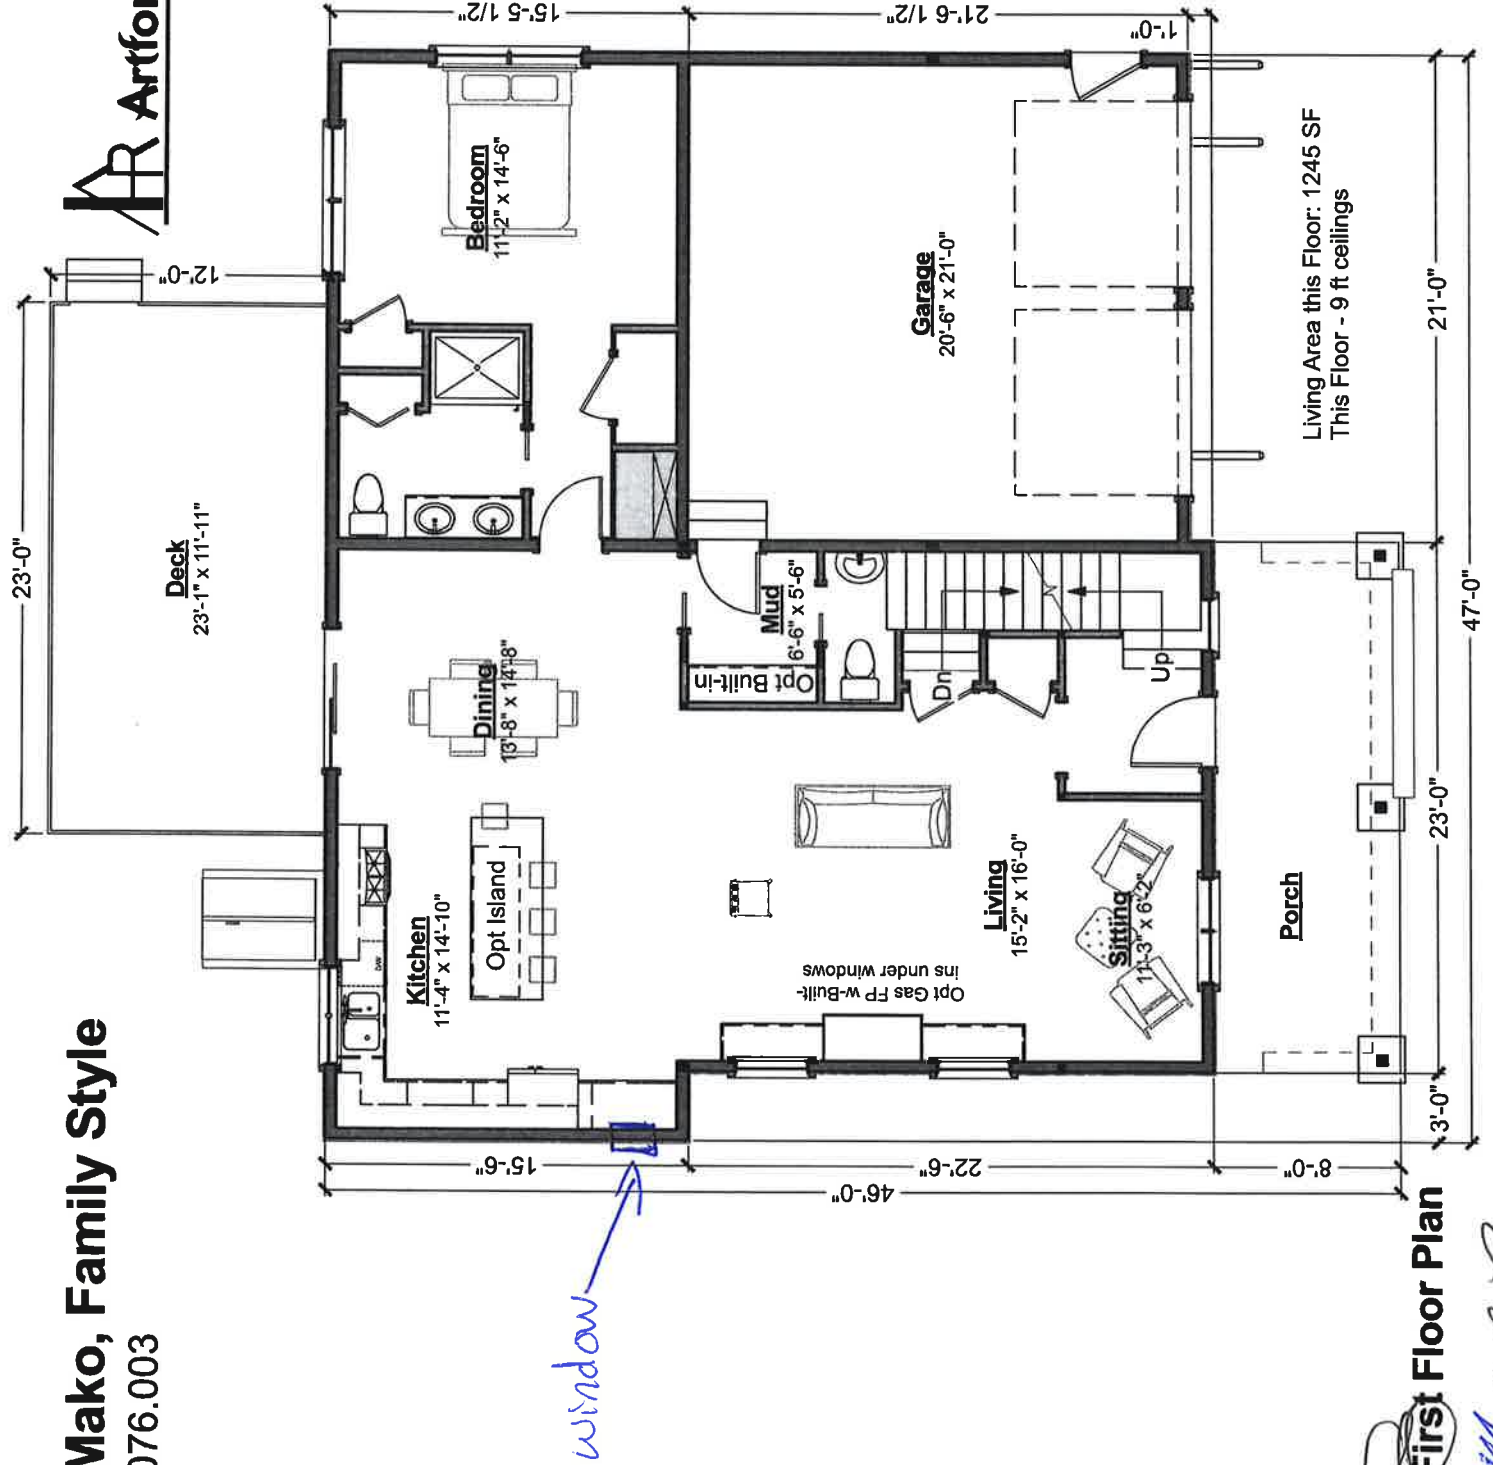 Mako, Family Style
076.003
Artfor
23'-0"
12'-0"
15'-5 1/2"
21'-6 1/2"
1'-0"
Deck
23'-1" x 11'-11"
Bedroom
11'-2" x 14'-6"
Garage
20'-6" x 21'-0"
Living Area this Floor: 1245 SF
This Floor - 9 ft ceilings
Dining
13'-8" x 14'-8"
Mud
6'-6" x 5'-6"
Opt Built-in
Dn
Up
Kitchen
11'-4" x 14'-10"
Opt Island
DW
Living
15'-2" x 16'-0"
Opt Gas FP w-Built-
ins under windows
Sitting
11'-3" x 6'-2"
Porch
21'-0"
23'-0"
3'-0"
47'-0"
15'-6"
22'-6"
8'-0"
46'-0"
window
First Floor Plan